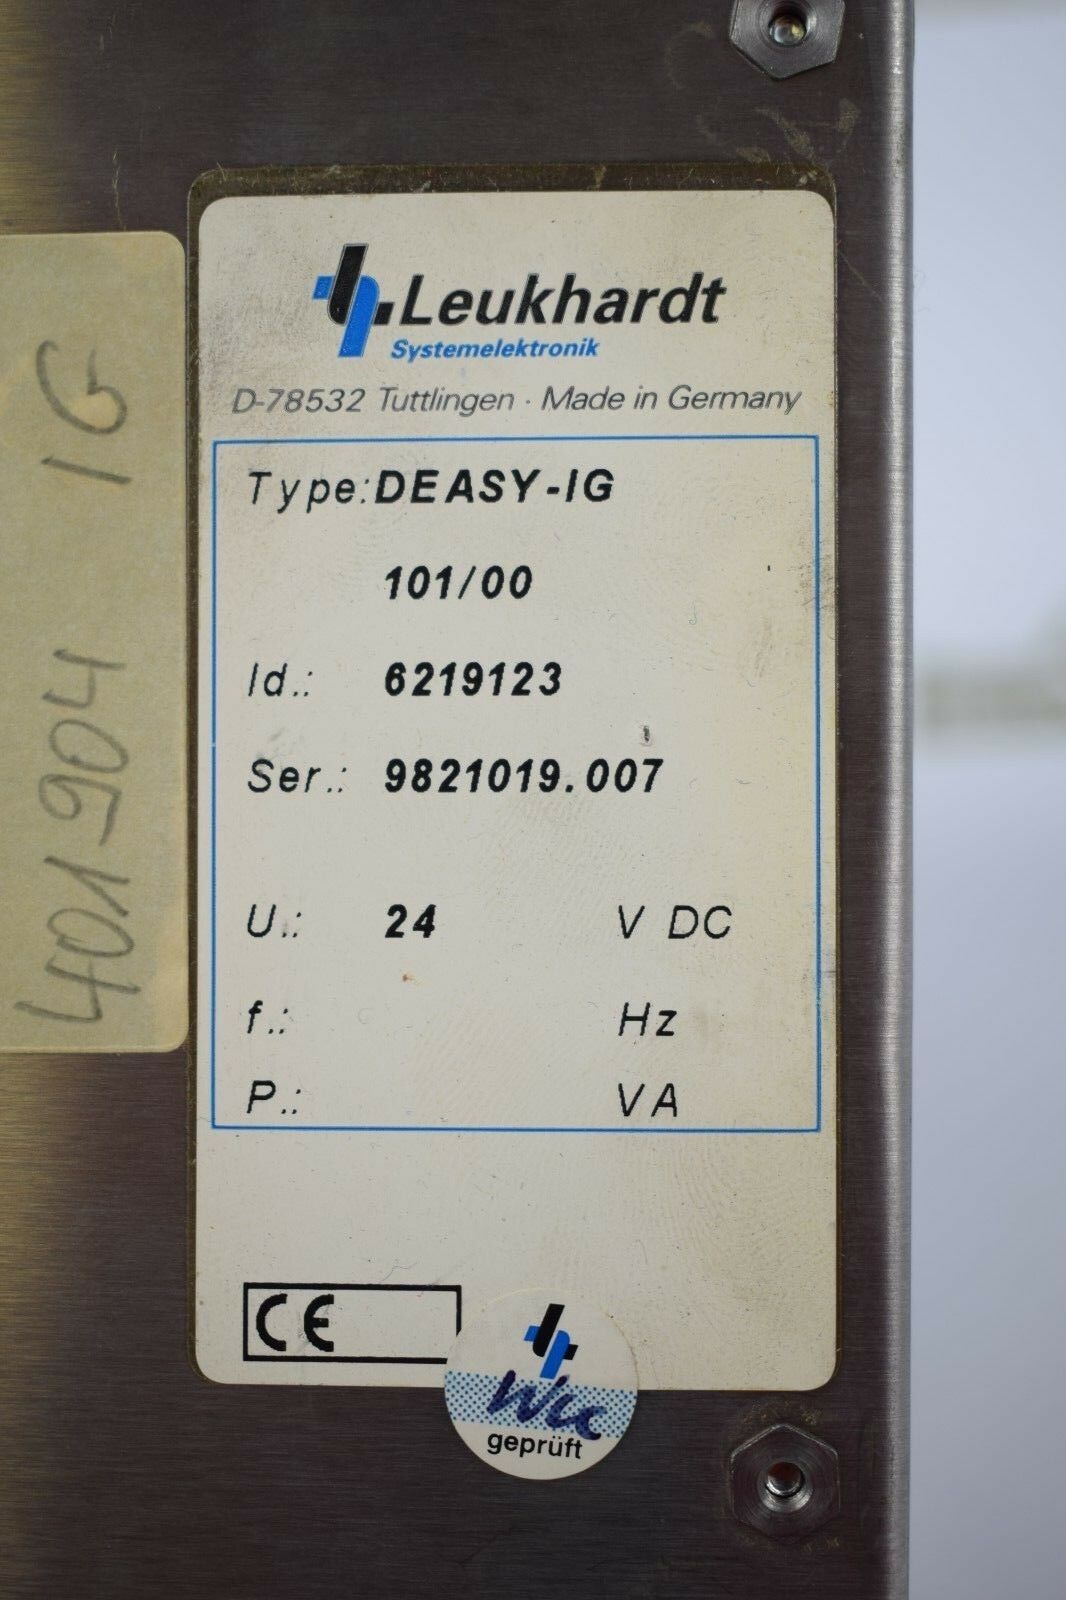 Leukhardt
Systemelektronik
D-78532 Tuttlingen · Made in Germany
Type: DEASY-IG
101/00
Id.: 6219123
Ser.: 9821019.007
U.: 24 V DC
f.: Hz
P.: VA
CE
geprüft
401904 IG